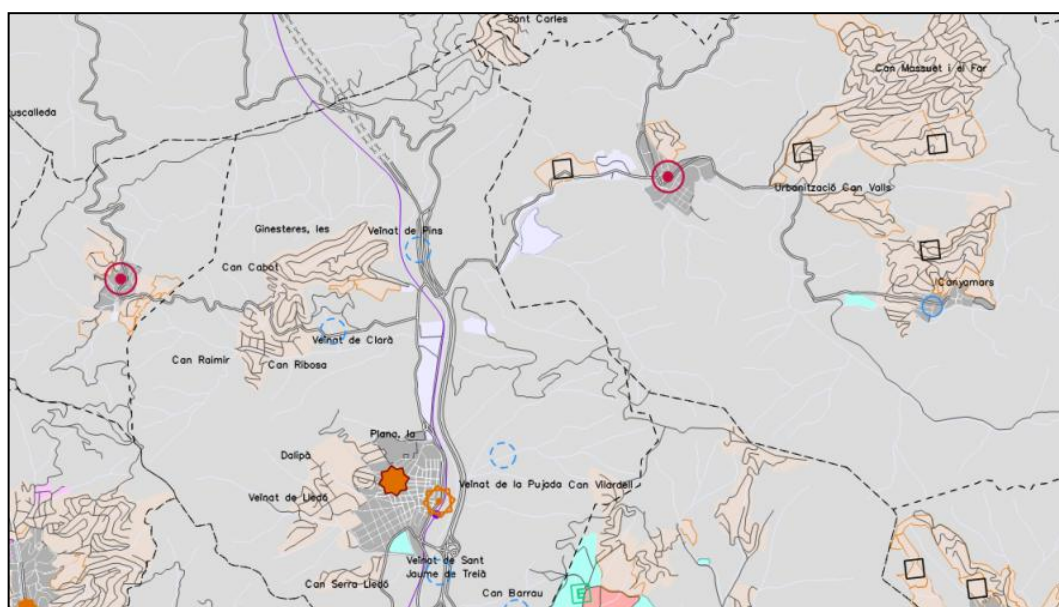 Sant Carles
Can Massuet i el Far
uscalleda
Urbanització Can Valls
Ginesteres, les
Veïnat de Pins
Can Cabot
Canyamars
Veïnat de Clarà
Can Raimir
Can Ribosa
Plana, la
Dalipà
Veïnat de la Pujada
Can Vilardell
Veïnat de Lledó
Veïnat de Sant
Jaume de Treià
Can Serra Lledó
Can Barrau
E